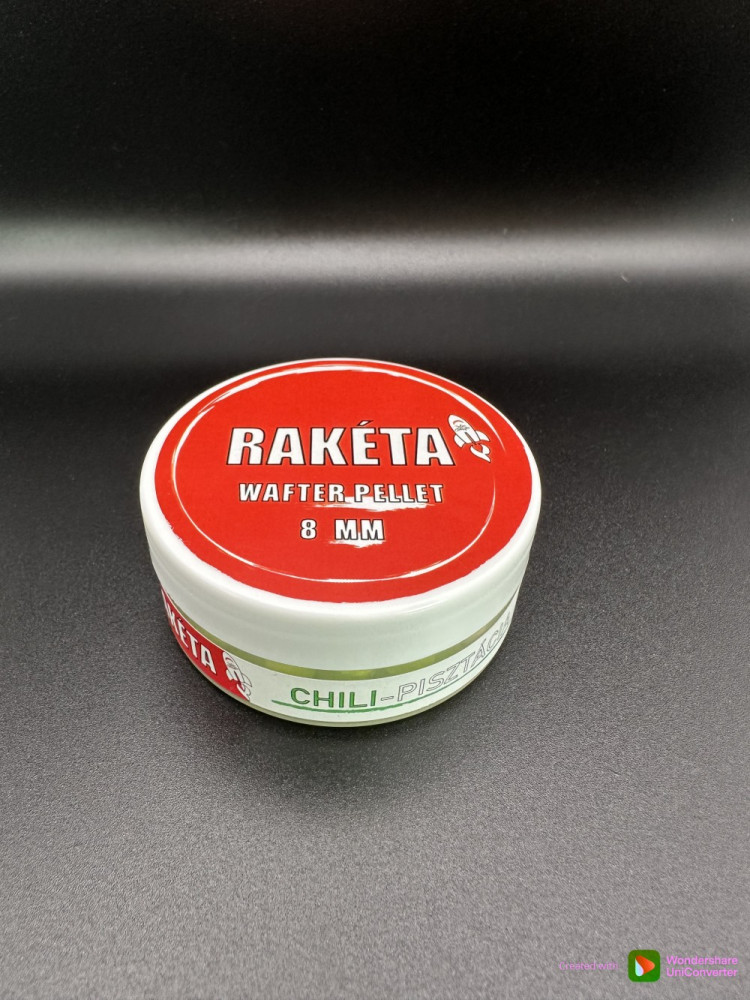 RAKÉTA
WAFTER PELLET
8 MM
RAKÉTA
CHILI-PISZTÁCIA
Wondershare
UniConverter